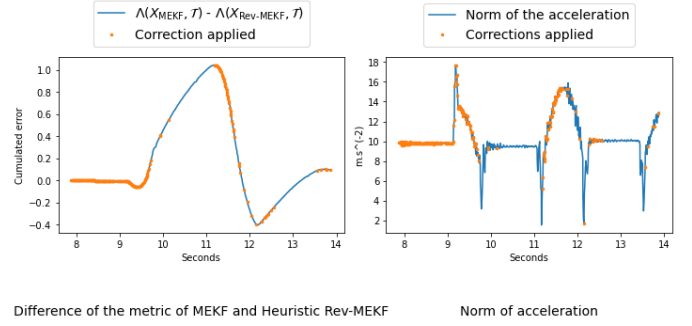 Λ(X_MEKF, 𝒯) - Λ(X_Rev-MEKF, 𝒯)
Correction applied
Cumulated error
1.0
0.8
0.6
0.4
0.2
0.0
−0.2
−0.4
8 9 10 11 12 13 14
Seconds
Norm of the acceleration
Corrections applied
m.s^(-2)
18
16
14
12
10
8
6
4
2
8 9 10 11 12 13 14
Seconds
Difference of the metric of MEKF and Heuristic Rev-MEKF
Norm of acceleration